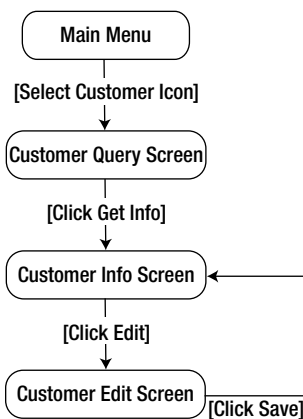 Main Menu
[Select Customer Icon]
Customer Query Screen
[Click Get Info]
Customer Info Screen
[Click Edit]
Customer Edit Screen
[Click Save]